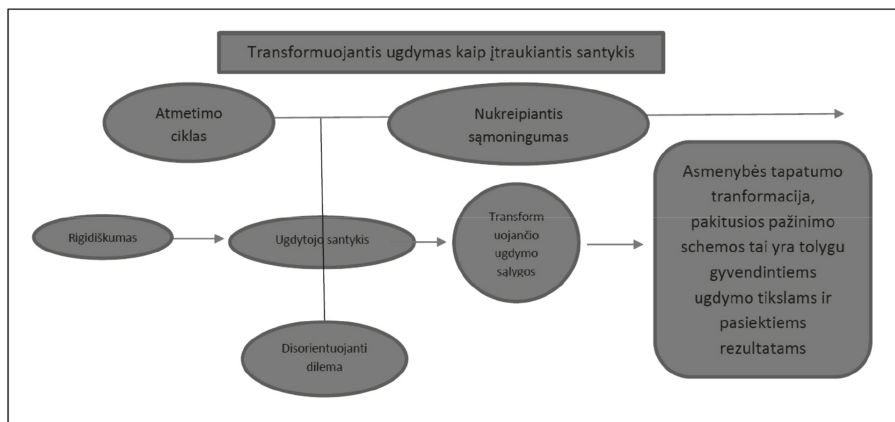 Transformuojantis ugdymas kaip įtraukiantis santykis
Atmetimo
ciklas
Nukreipiantis
sąmoningumas
Rigidiškumas
Ugdytojo santykis
Transform
uojančio
ugdymo
sąlygos
Asmenybės tapatumo
tranformacija,
pakitusios pažinimo
schemos tai yra tolygu
gyvendintiems
ugdymo tikslams ir
pasiektiems
rezultatams
Disorientuojanti
dilema